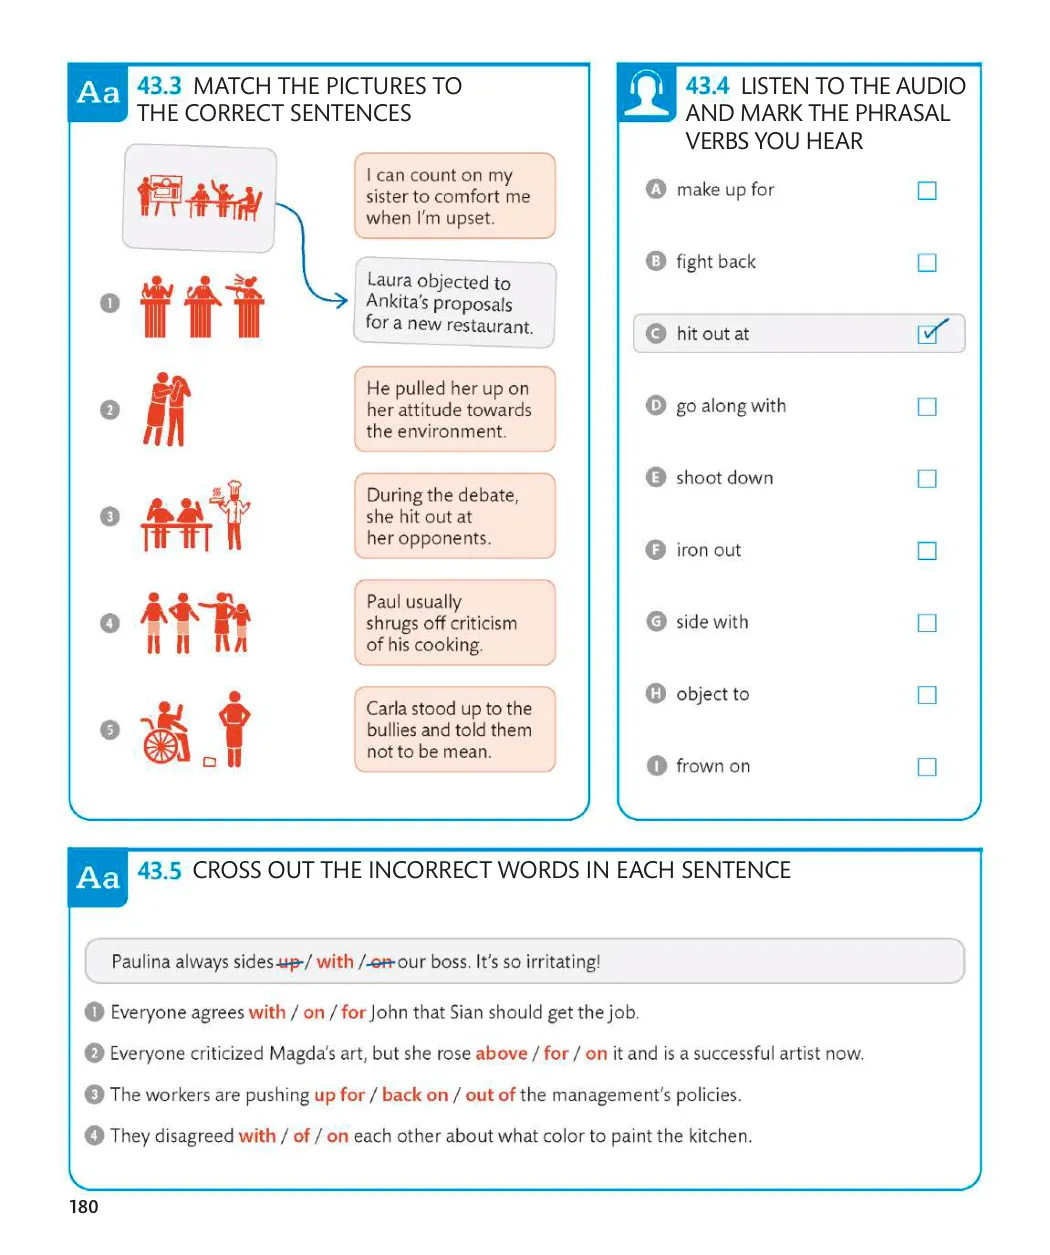 Aa
43.3 MATCH THE PICTURES TO
THE CORRECT SENTENCES
I can count on my
sister to comfort me
when I'm upset.
Laura objected to
Ankita's proposals
for a new restaurant.
He pulled her up on
her attitude towards
the environment.
During the debate,
she hit out at
her opponents.
Paul usually
shrugs off criticism
of his cooking.
Carla stood up to the
bullies and told them
not to be mean.
1
2
3
4
5
43.4 LISTEN TO THE AUDIO
AND MARK THE PHRASAL
VERBS YOU HEAR
A make up for
B fight back
C hit out at
D go along with
E shoot down
F iron out
G side with
H object to
I frown on
Aa
43.5 CROSS OUT THE INCORRECT WORDS IN EACH SENTENCE
Paulina always sides up / with / on our boss. It's so irritating!
1 Everyone agrees with / on / for John that Sian should get the job.
2 Everyone criticized Magda's art, but she rose above / for / on it and is a successful artist now.
3 The workers are pushing up for / back on / out of the management's policies.
4 They disagreed with / of / on each other about what color to paint the kitchen.
180